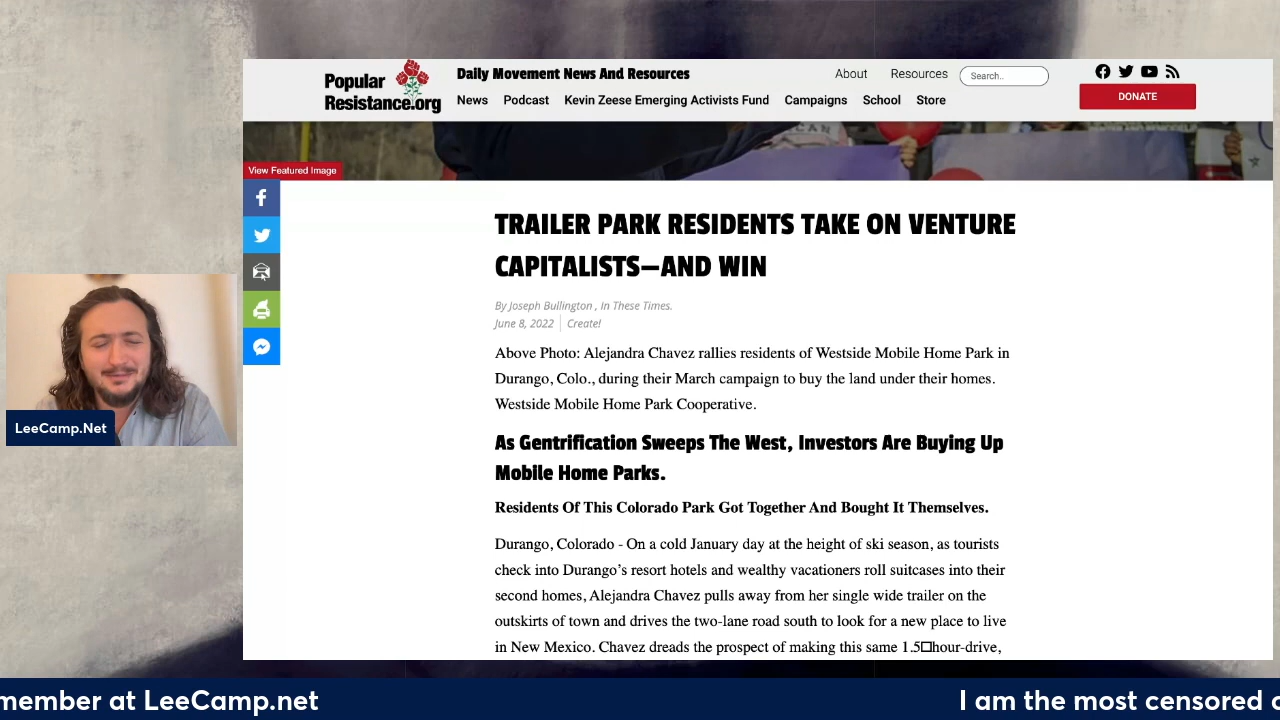 Popular
Resistance.org
Daily Movement News And Resources
About
Resources
Search..
News
Podcast
Kevin Zeese Emerging Activists Fund
Campaigns
School
Store
DONATE
CAN
View Featured Image
TRAILER PARK RESIDENTS TAKE ON VENTURE
CAPITALISTS—AND WIN
By Joseph Bullington , In These Times.
June 8, 2022 | Create!
Above Photo: Alejandra Chavez rallies residents of Westside Mobile Home Park in
Durango, Colo., during their March campaign to buy the land under their homes.
Westside Mobile Home Park Cooperative.
As Gentrification Sweeps The West, Investors Are Buying Up
Mobile Home Parks.
Residents Of This Colorado Park Got Together And Bought It Themselves.
Durango, Colorado - On a cold January day at the height of ski season, as tourists
check into Durango’s resort hotels and wealthy vacationers roll suitcases into their
second homes, Alejandra Chavez pulls away from her single wide trailer on the
outskirts of town and drives the two-lane road south to look for a new place to live
in New Mexico. Chavez dreads the prospect of making this same 1.5□hour-drive,
LeeCamp.Net
member at LeeCamp.net
I am the most censored c